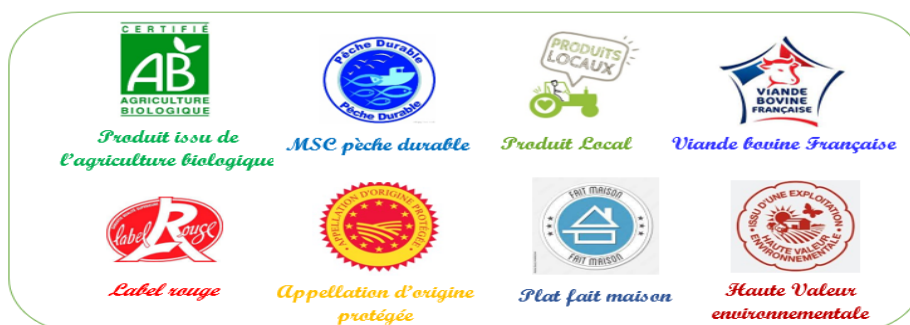 CERTIFIÉ
AB
AGRICULTURE
BIOLOGIQUE
Produit issu de
l'agriculture biologique
Pêche Durable
Pêche Durable
MSC pèche durable
PRODUITS
LOCAUX
Produit Local
VIANDE
BOVINE
FRANÇAISE
Viande bovine Française
label Rouge
Label rouge
APPELLATION D'ORIGINE PROTÉGÉE
Appellation d'origine
protégée
FAIT MAISON
FAIT MAISON
Plat fait maison
ISSU D'UNE EXPLOITATION
HAUTE VALEUR
ENVIRONNEMENTALE
Haute Valeur
environnementale